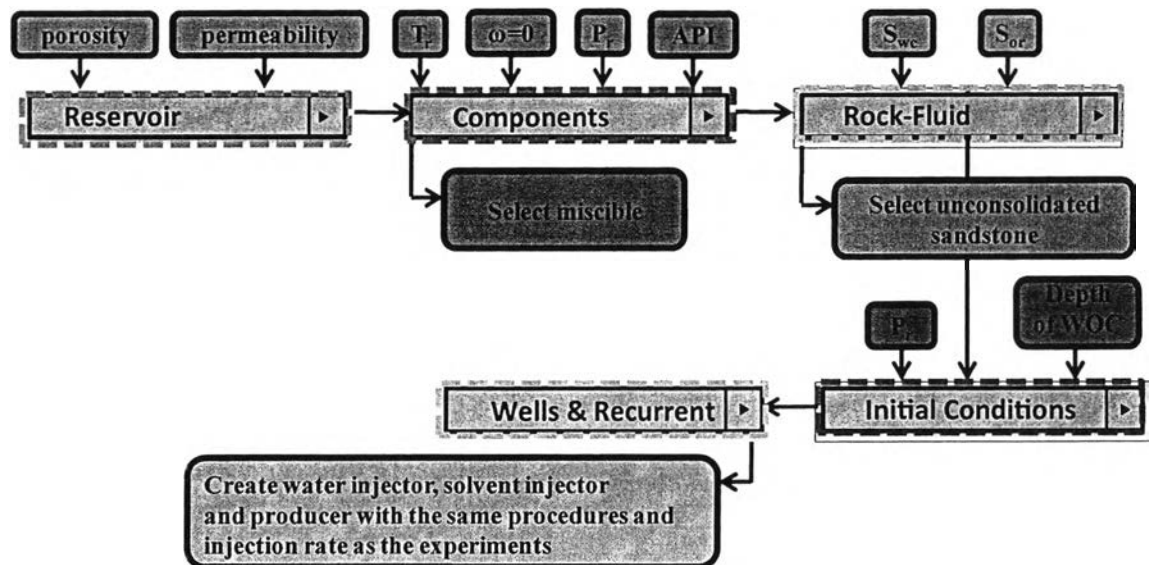 porosity
permeability
Tr
ω=0
Pr
API
Swc
Sor
Reservoir
Components
Rock-Fluid
Select miscible
Select unconsolidated
sandstone
Pr
Depth
of WOC
Wells & Recurrent
Initial Conditions
Create water injector, solvent injector
and producer with the same procedures and
injection rate as the experiments